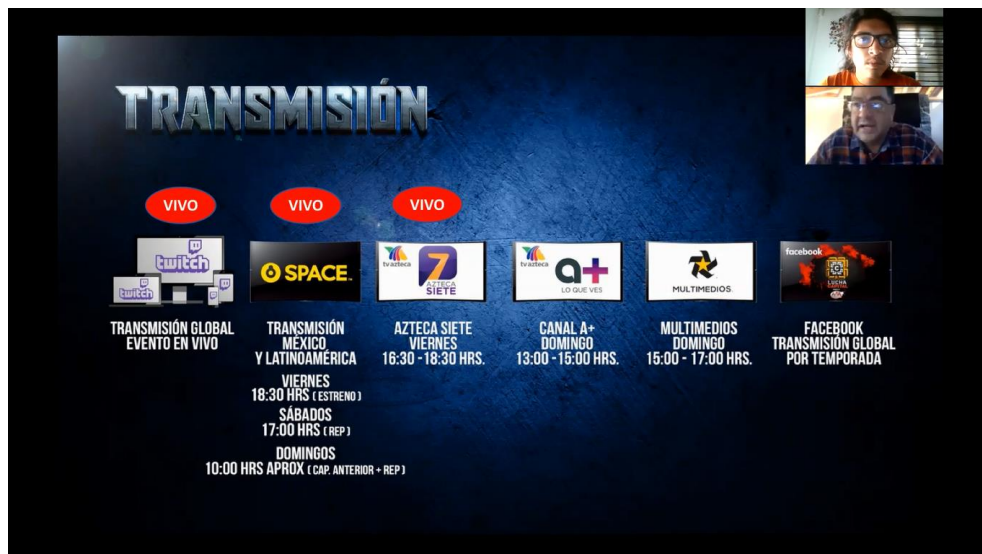 TRANSMISIÓN
VIVO
VIVO
VIVO
twitch
twitch
SPACE
tv azteca
7
AZTECA
SIETE
tv azteca
a+
LO QUE VES
MULTIMEDIOS
facebook
LUCHA
TRANSMISIÓN GLOBAL
EVENTO EN VIVO
TRANSMISIÓN
MÉXICO
Y LATINOAMÉRICA
VIERNES
18:30 HRS ( ESTRENO )
SÁBADOS
17:00 HRS ( REP )
DOMINGOS
10:00 HRS APROX ( CAP. ANTERIOR + REP )
AZTECA SIETE
VIERNES
16:30 -18:30 HRS.
CANAL A+
DOMINGO
13:00 -15:00 HRS.
MULTIMEDIOS
DOMINGO
15:00 - 17:00 HRS.
FACEBOOK
TRANSMISIÓN GLOBAL
POR TEMPORADA